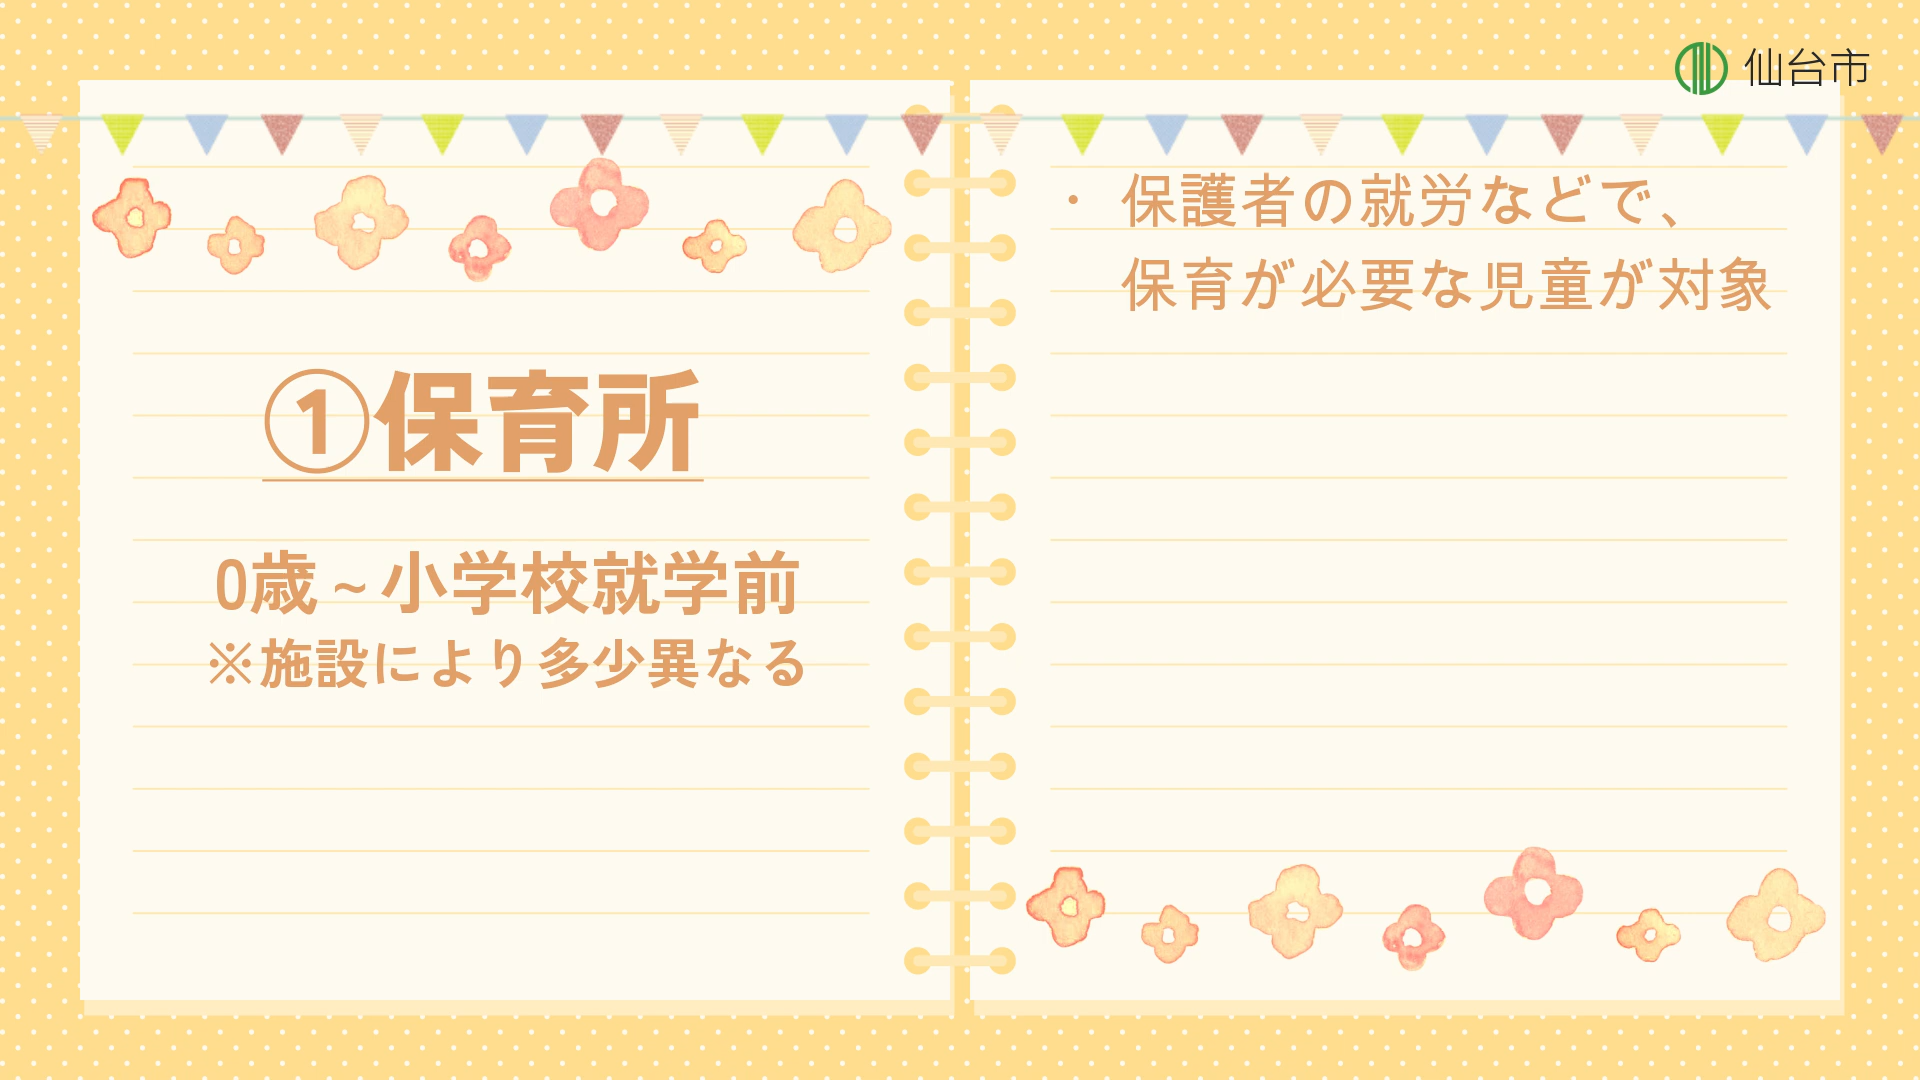 仙台市
①保育所
0歳~小学校就学前
※施設により多少異なる
・保護者の就労などで、
保育が必要な児童が対象